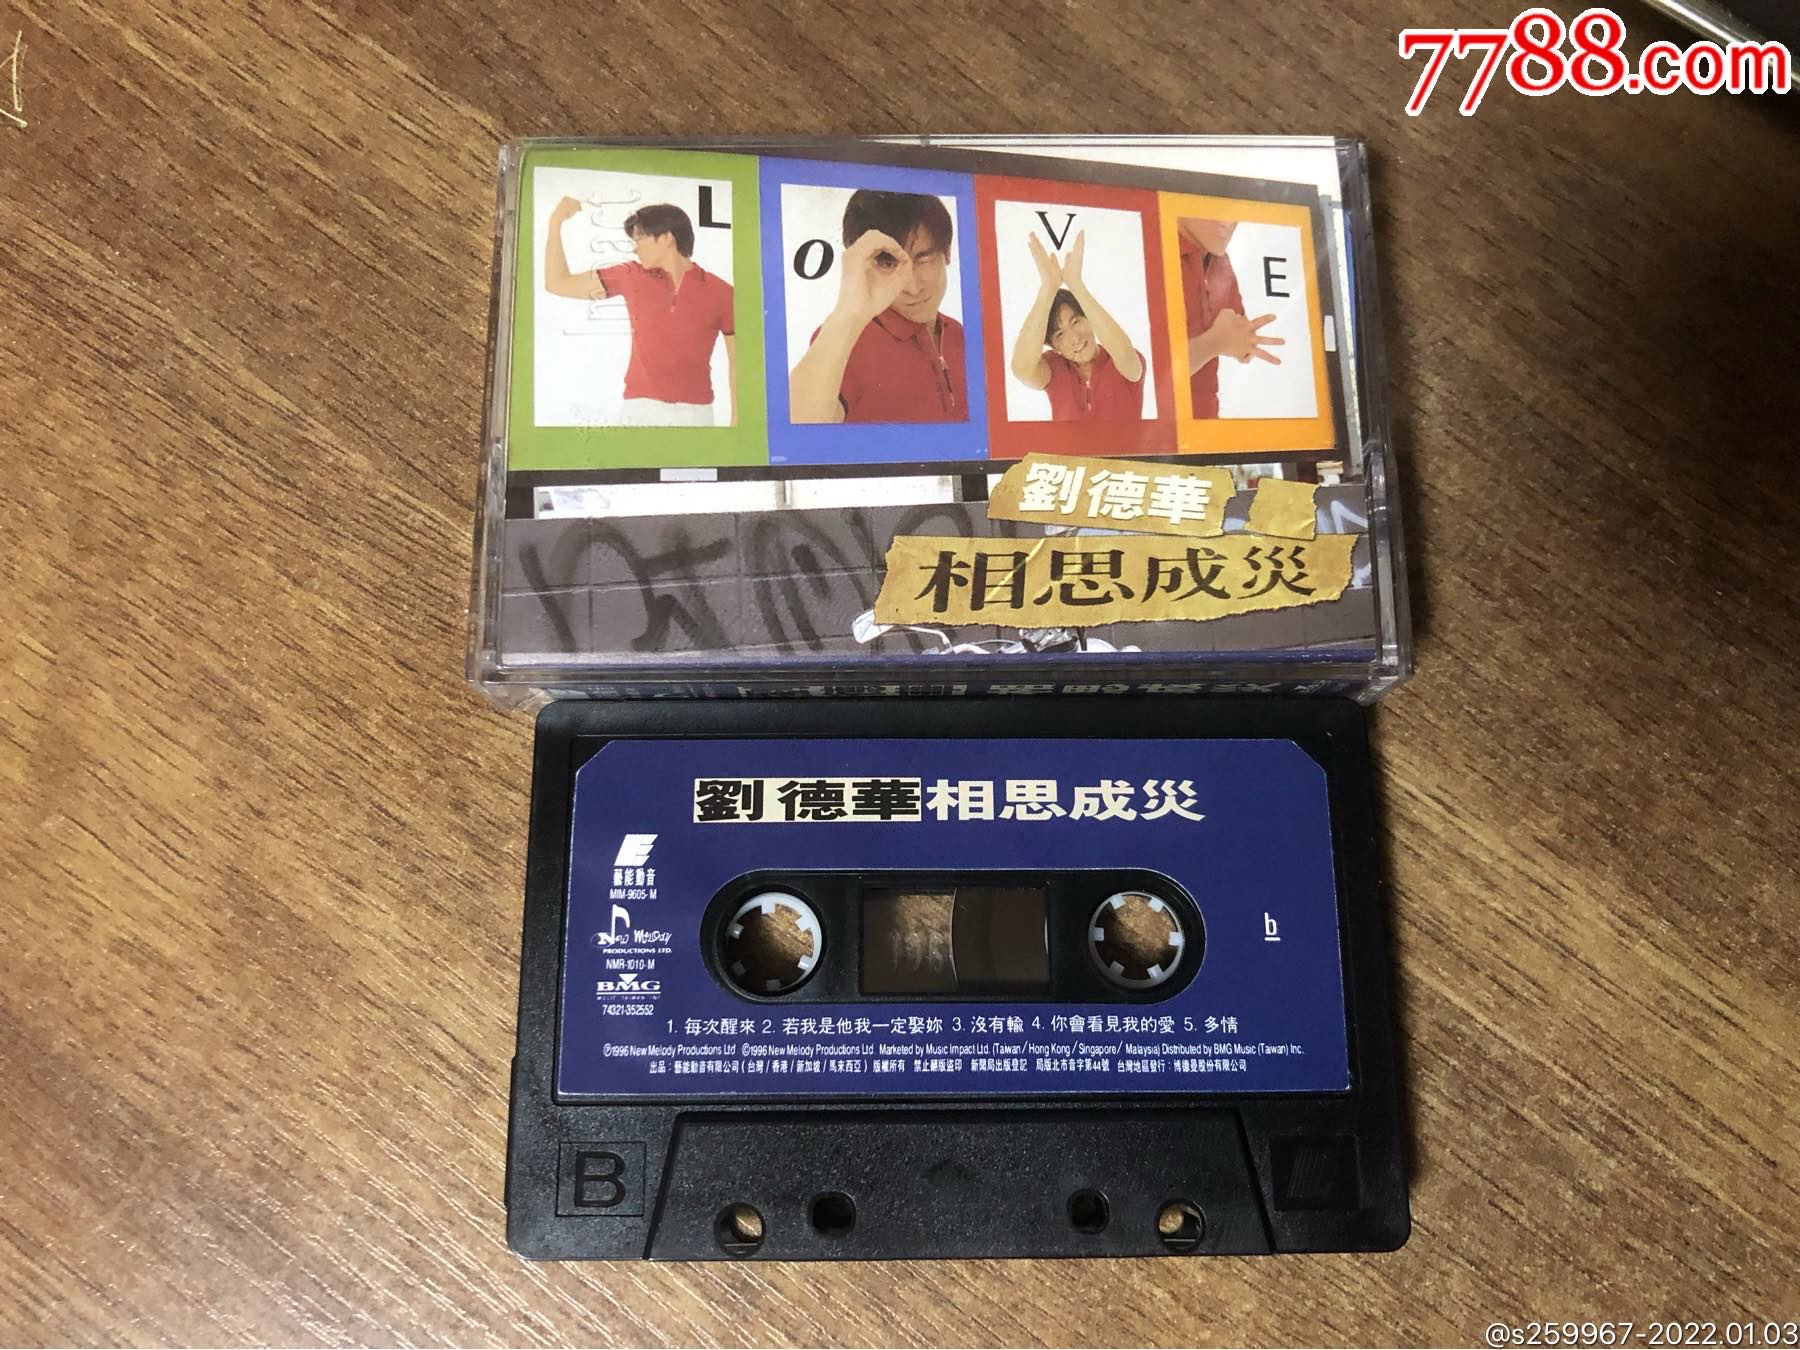 7788.com
L
O
V
E
Impact
劉德華
相思成災
劉德華相思成災
藝能動音
MIM-9605-M
New Melody
PRODUCTIONS LTD.
NMR-1010-M
BMG
MUSIC TAIWAN INC
74321-352552
b
1. 每次醒來 2. 若我是他我一定娶妳 3. 沒有輸 4. 你會看見我的愛 5. 多情
Ⓟ1996 New Melody Productions Ltd ©1996 New Melody Productions Ltd. Marketed by Music Impact Ltd. (Taiwan/Hong Kong/Singapore/ Malaysia) Distributed by BMG Music (Taiwan) Inc.
出品：藝能動音有限公司（台灣/香港/新加坡/馬來西亞）版權所有 禁止翻版盜印 新聞局出版登記 局版北市音字第44號 台灣地區發行：博德曼股份有限公司
B
@s259967-2022.01.03